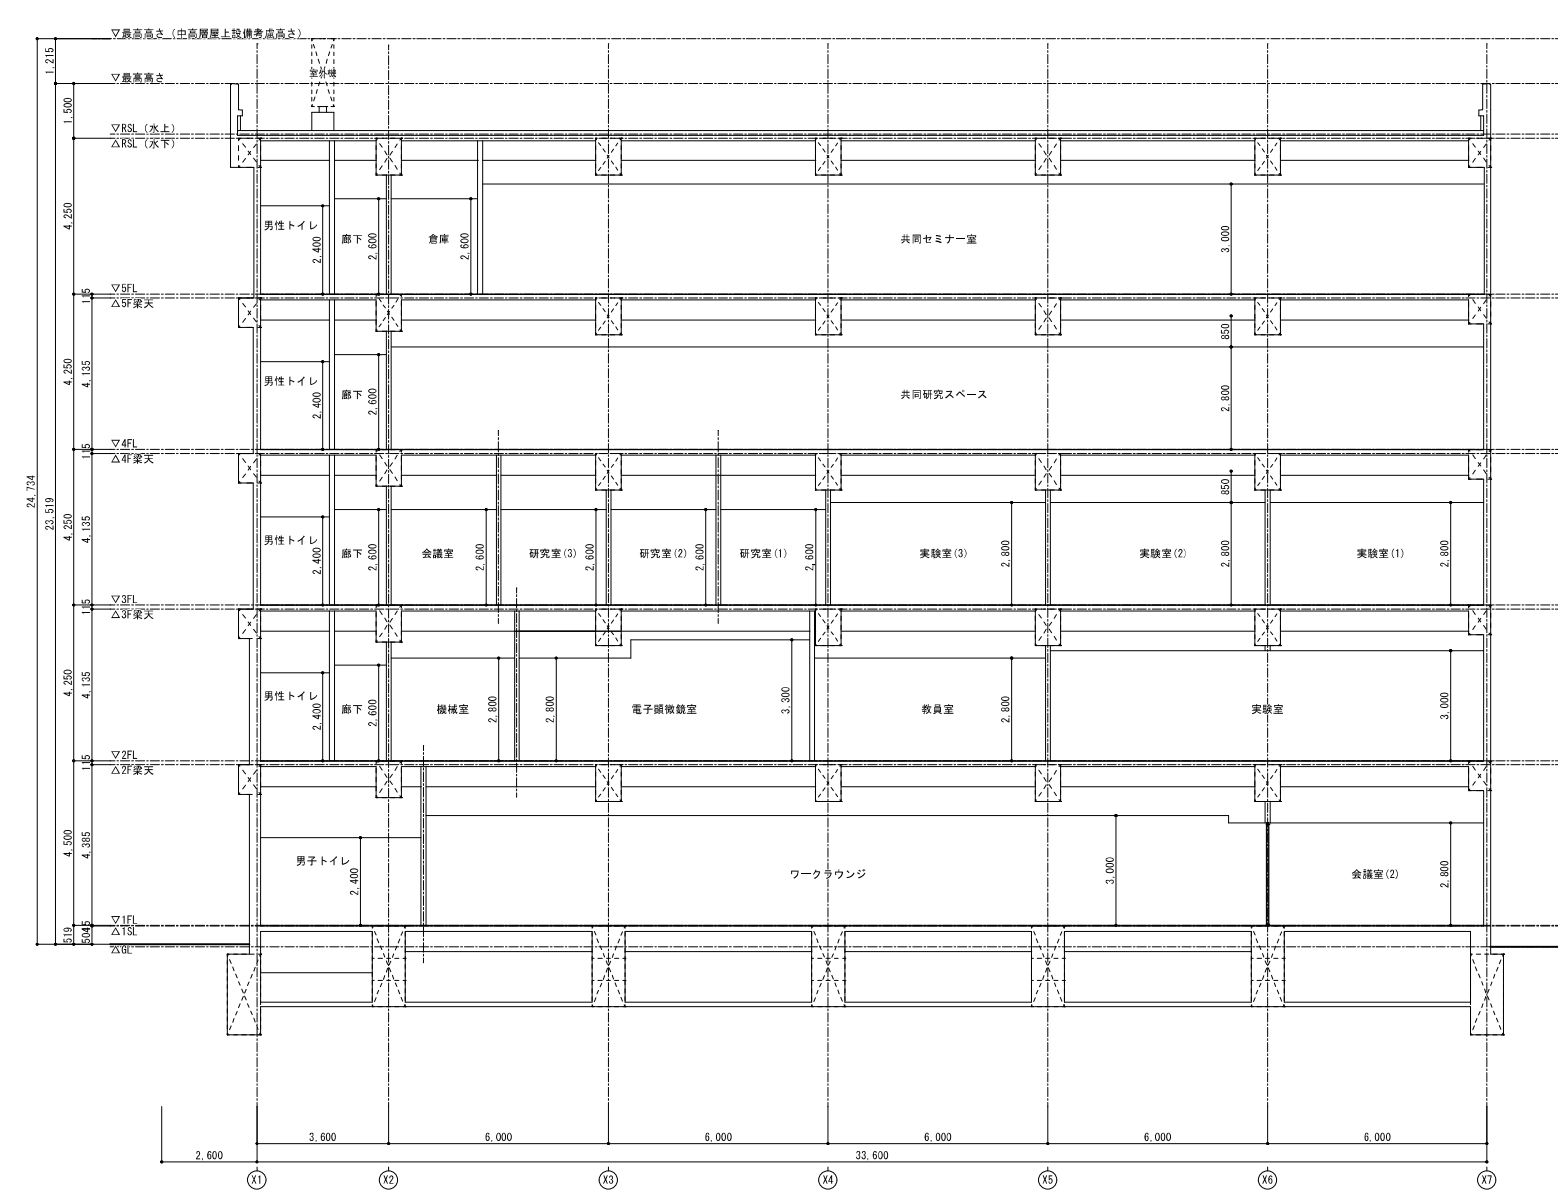 ▽最高高さ（中高層屋上設備考慮高さ）
1,215
室外機
▽最高高さ
1,500
▽RSL（水上）
△RSL（水下）
4,250
男性トイレ
2,400
廊下
2,600
倉庫
2,600
共同セミナー室
3,000
▽5FL
115
△5F梁天
850
4,250
4,135
男性トイレ
2,400
廊下
2,600
共同研究スペース
2,800
▽4FL
115
△4F梁天
850
24,734
23,519
4,250
4,135
男性トイレ
2,400
廊下
2,600
会議室
2,600
研究室(3)
2,600
研究室(2)
2,600
研究室(1)
2,600
実験室(3)
2,800
実験室(2)
2,800
実験室(1)
2,800
▽3FL
115
△3F梁天
4,250
4,135
男性トイレ
2,400
廊下
2,600
機械室
2,800
2,800
電子顕微鏡室
3,300
教員室
2,800
実験室
3,000
▽2FL
115
△2F梁天
4,500
4,385
男子トイレ
2,400
ワークラウンジ
3,000
会議室(2)
2,800
▽1FL
△1SL
519
504
△GL
3,600
6,000
6,000
6,000
6,000
6,000
2,600
33,600
X1
X2
X3
X4
X5
X6
X7